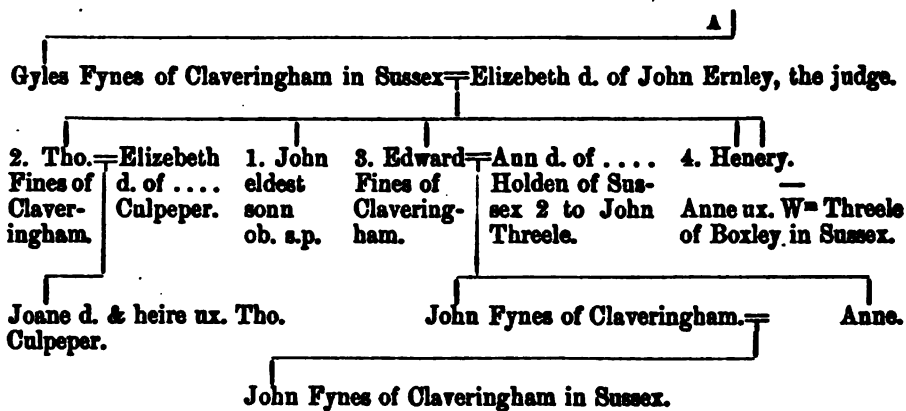 A
Gyles Fynes of Claveringham in Sussex=Elizebeth d. of John Ernley, the judge.
2. Tho.=Elizebeth
Fines of d. of ....
Claver- Culpeper.
ingham.
1. John
eldest
sonn
ob. s.p.
3. Edward=Ann d. of ....
Fines of Holden of Sus-
Clavering- sex 2 to John
ham. Threele.
4. Henery.
Anne ux. Wm Threele
of Boxley in Sussex.
Joane d. & heire ux. Tho.
Culpeper.
John Fynes of Claveringham.=
Anne.
John Fynes of Claveringham in Sussex.